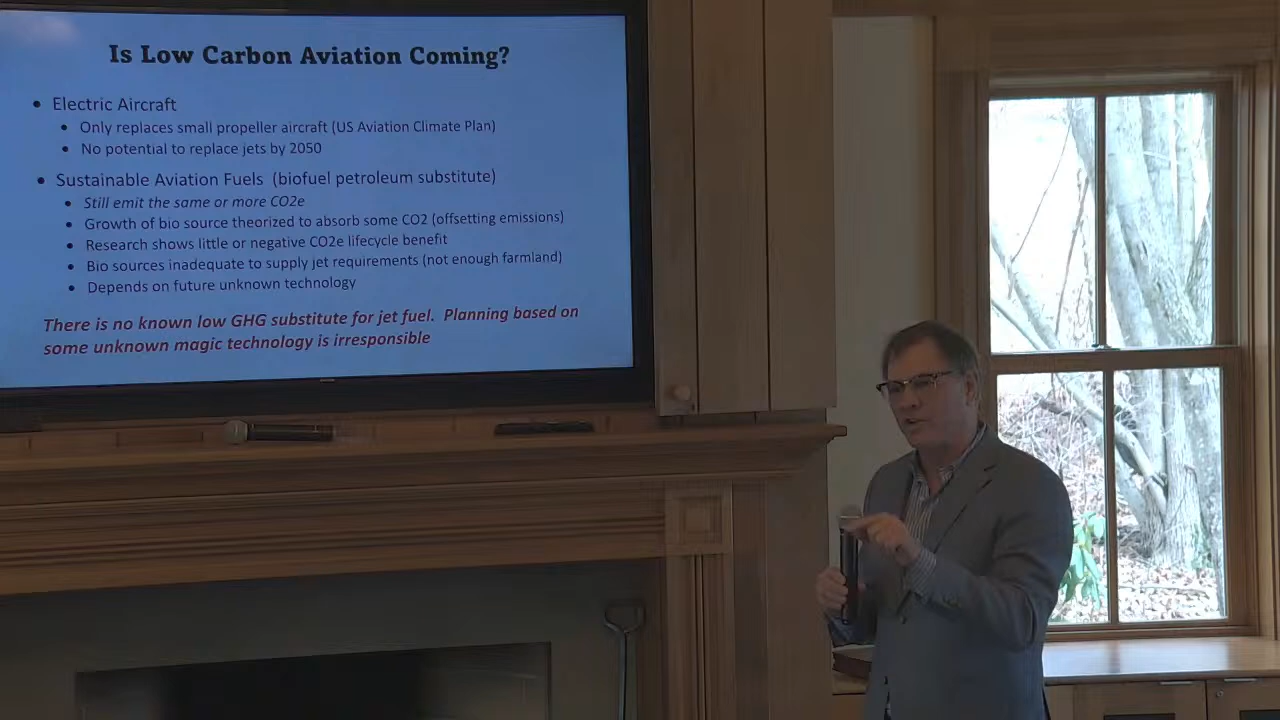 Is Low Carbon Aviation Coming?
• Electric Aircraft
• Only replaces small propeller aircraft (US Aviation Climate Plan)
• No potential to replace jets by 2050
• Sustainable Aviation Fuels (biofuel petroleum substitute)
• Still emit the same or more CO2e
• Growth of bio source theorized to absorb some CO2 (offsetting emissions)
• Research shows little or negative CO2e lifecycle benefit
• Bio sources inadequate to supply jet requirements (not enough farmland)
• Depends on future unknown technology
There is no known low GHG substitute for jet fuel. Planning based on
some unknown magic technology is irresponsible